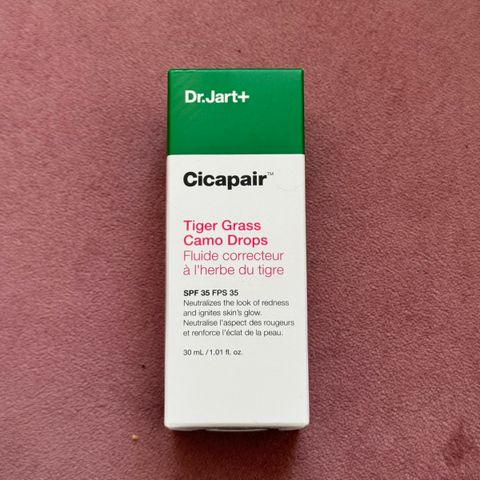 Dr.Jart+
Cicapair™
Tiger Grass
Camo Drops
Fluide correcteur
à l'herbe du tigre
SPF 35 FPS 35
Neutralizes the look of redness
and ignites skin's glow.
Neutralise l'aspect des rougeurs
et renforce l'éclat de la peau.
30 mL / 1.01 fl. oz.